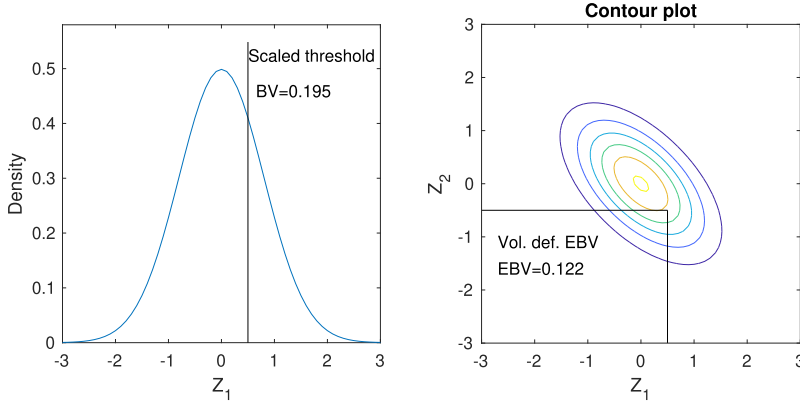 Scaled threshold
BV=0.195
0.5
0.4
0.3
0.2
0.1
0
Density
-3 -2 -1 0 1 2 3
Z1
Contour plot
3
2
1
0
-1
-2
-3
Z2
Vol. def. EBV
EBV=0.122
-3 -2 -1 0 1 2 3
Z1